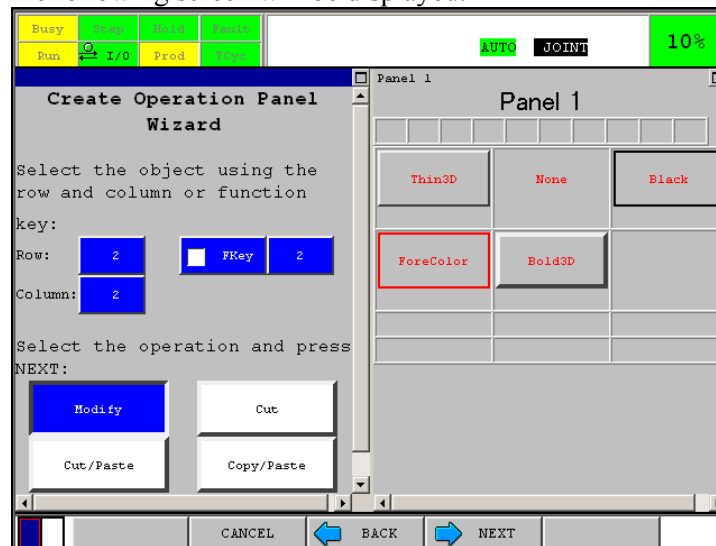 Busy Step Hold Fault
Run I/O Prod TCyc
AUTO JOINT
10%
Create Operation Panel
Wizard
Select the object using the
row and column or function
key:
Row: 2 FKey 2
Column: 2
Select the operation and press
NEXT:
Modify Cut
Cut/Paste Copy/Paste
Panel 1
Panel 1
Thin3D None Black
ForeColor Bold3D
CANCEL BACK NEXT